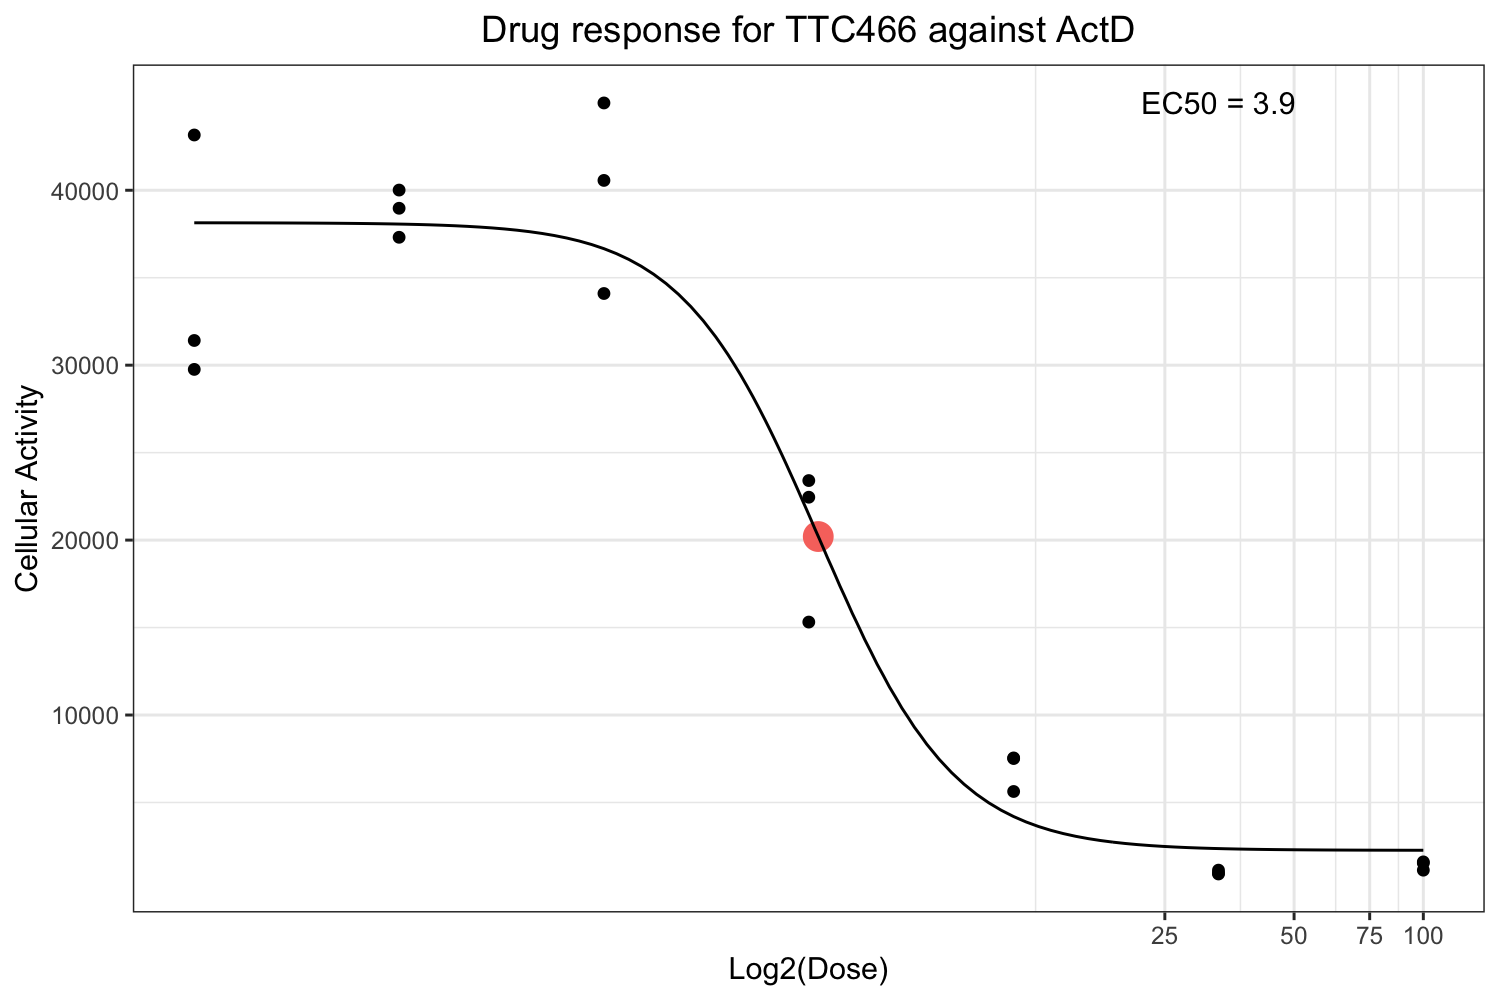 Drug response for TTC466 against ActD
EC50 = 3.9
40000
30000
20000
10000
Cellular Activity
25 50 75 100
Log2(Dose)